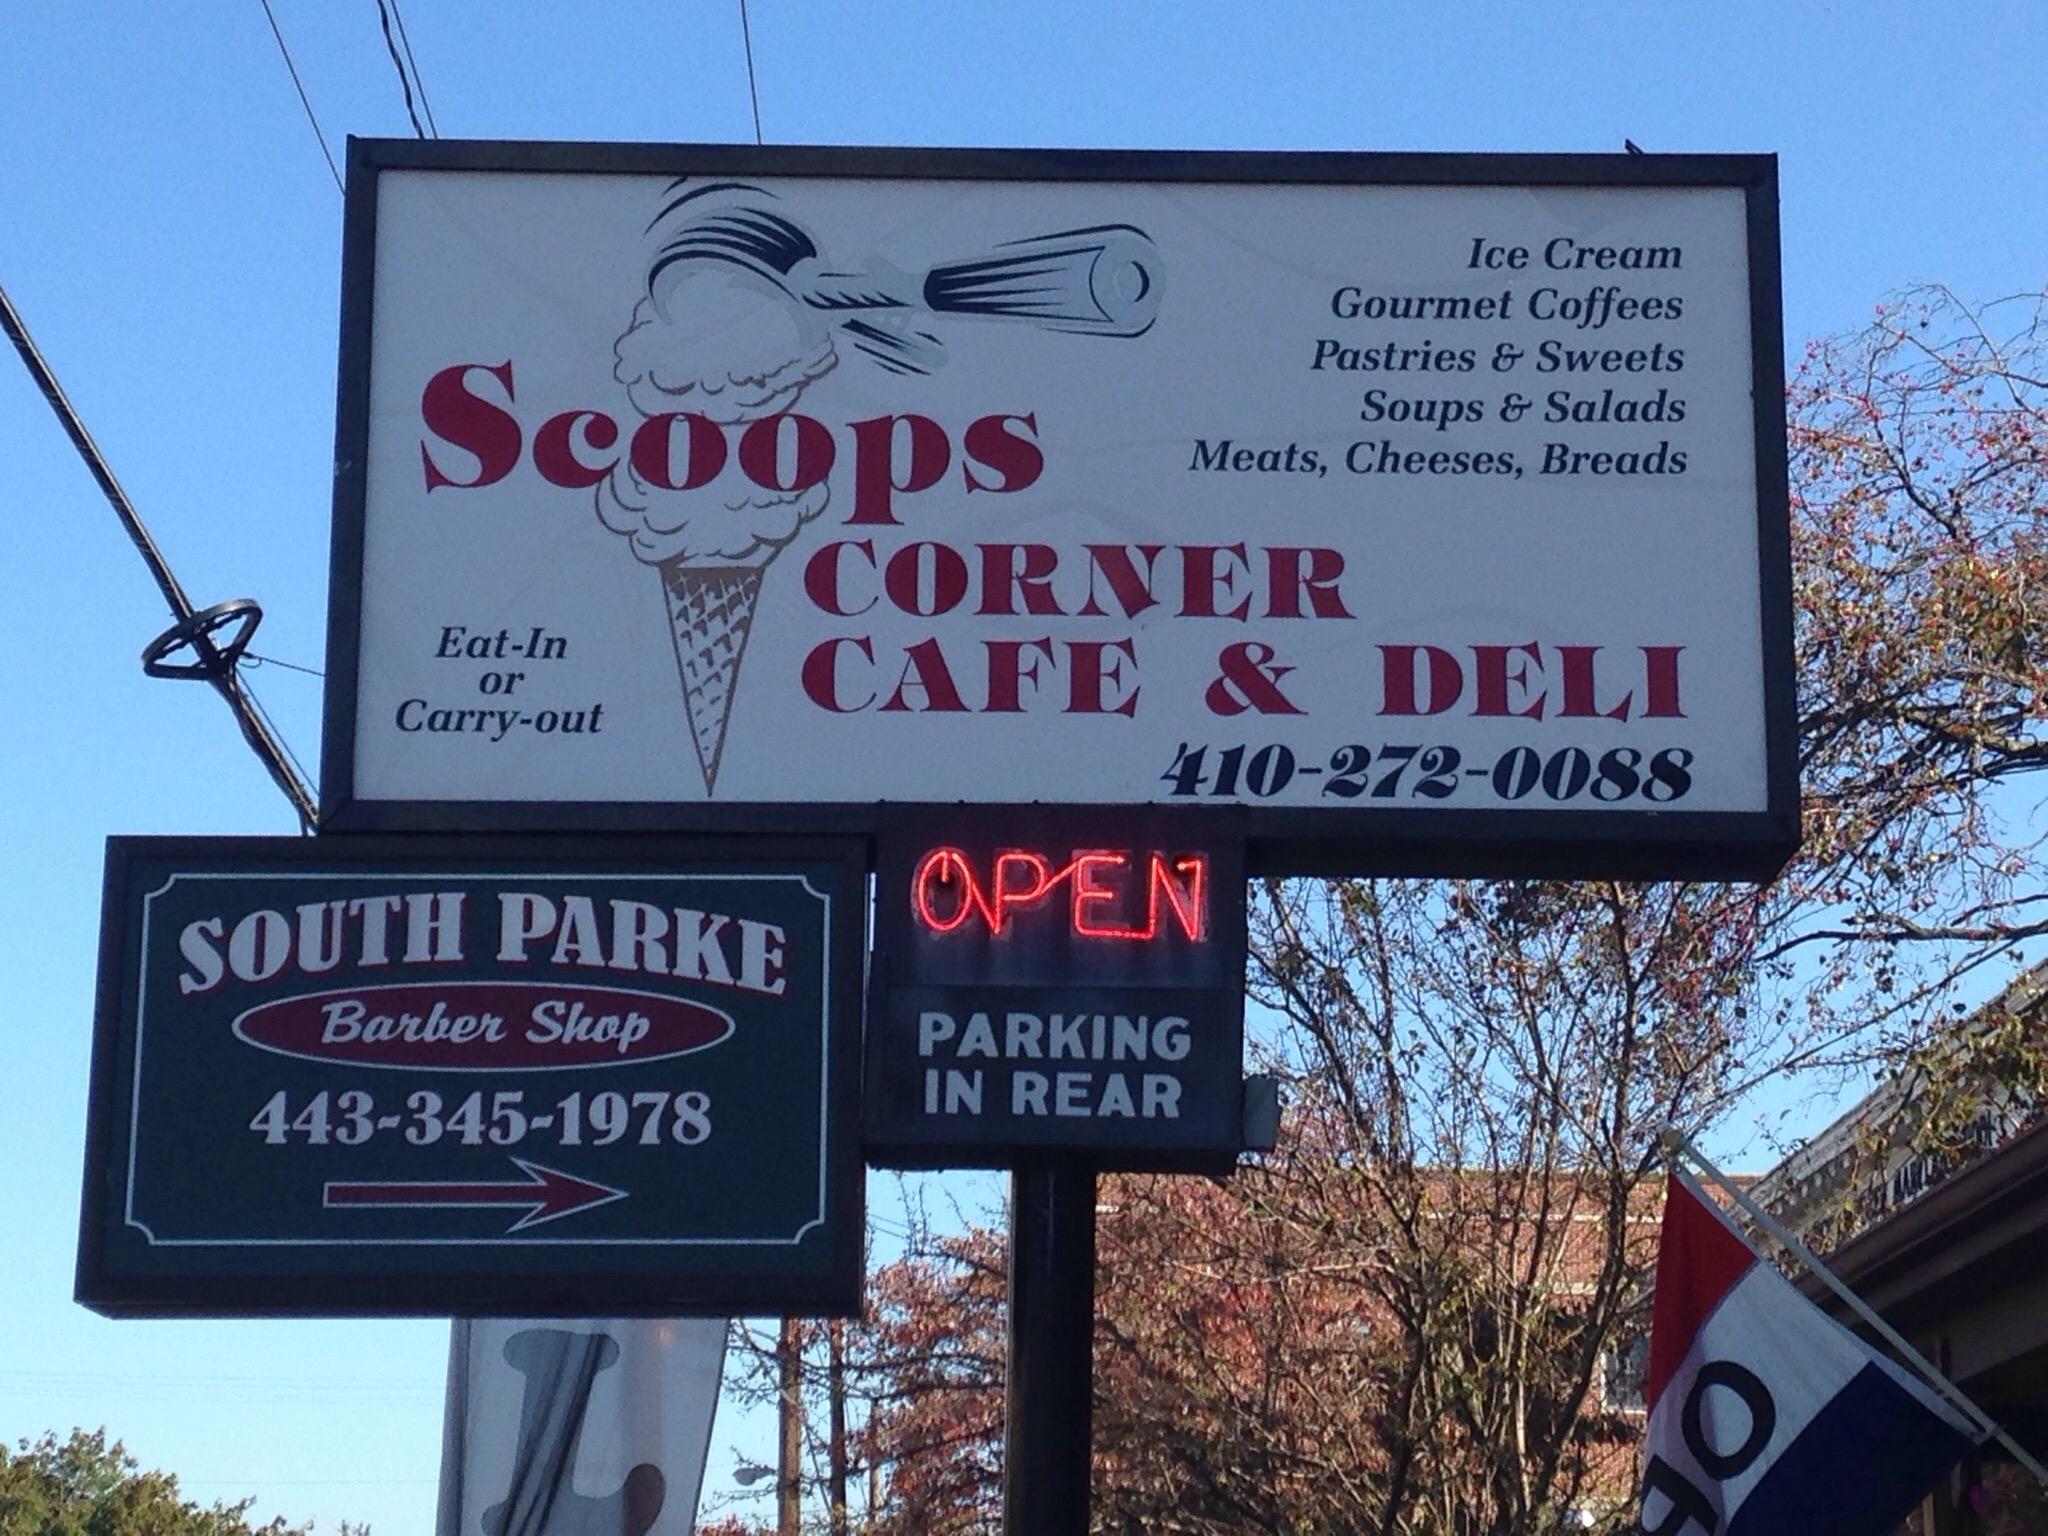 Ice Cream
Gourmet Coffees
Pastries & Sweets
Soups & Salads
Meats, Cheeses, Breads
Scoops
CORNER
CAFE & DELI
Eat-In
or
Carry-out
410-272-0088
OPEN
PARKING
IN REAR
SOUTH PARKE
Barber Shop
443-345-1978
L
OP